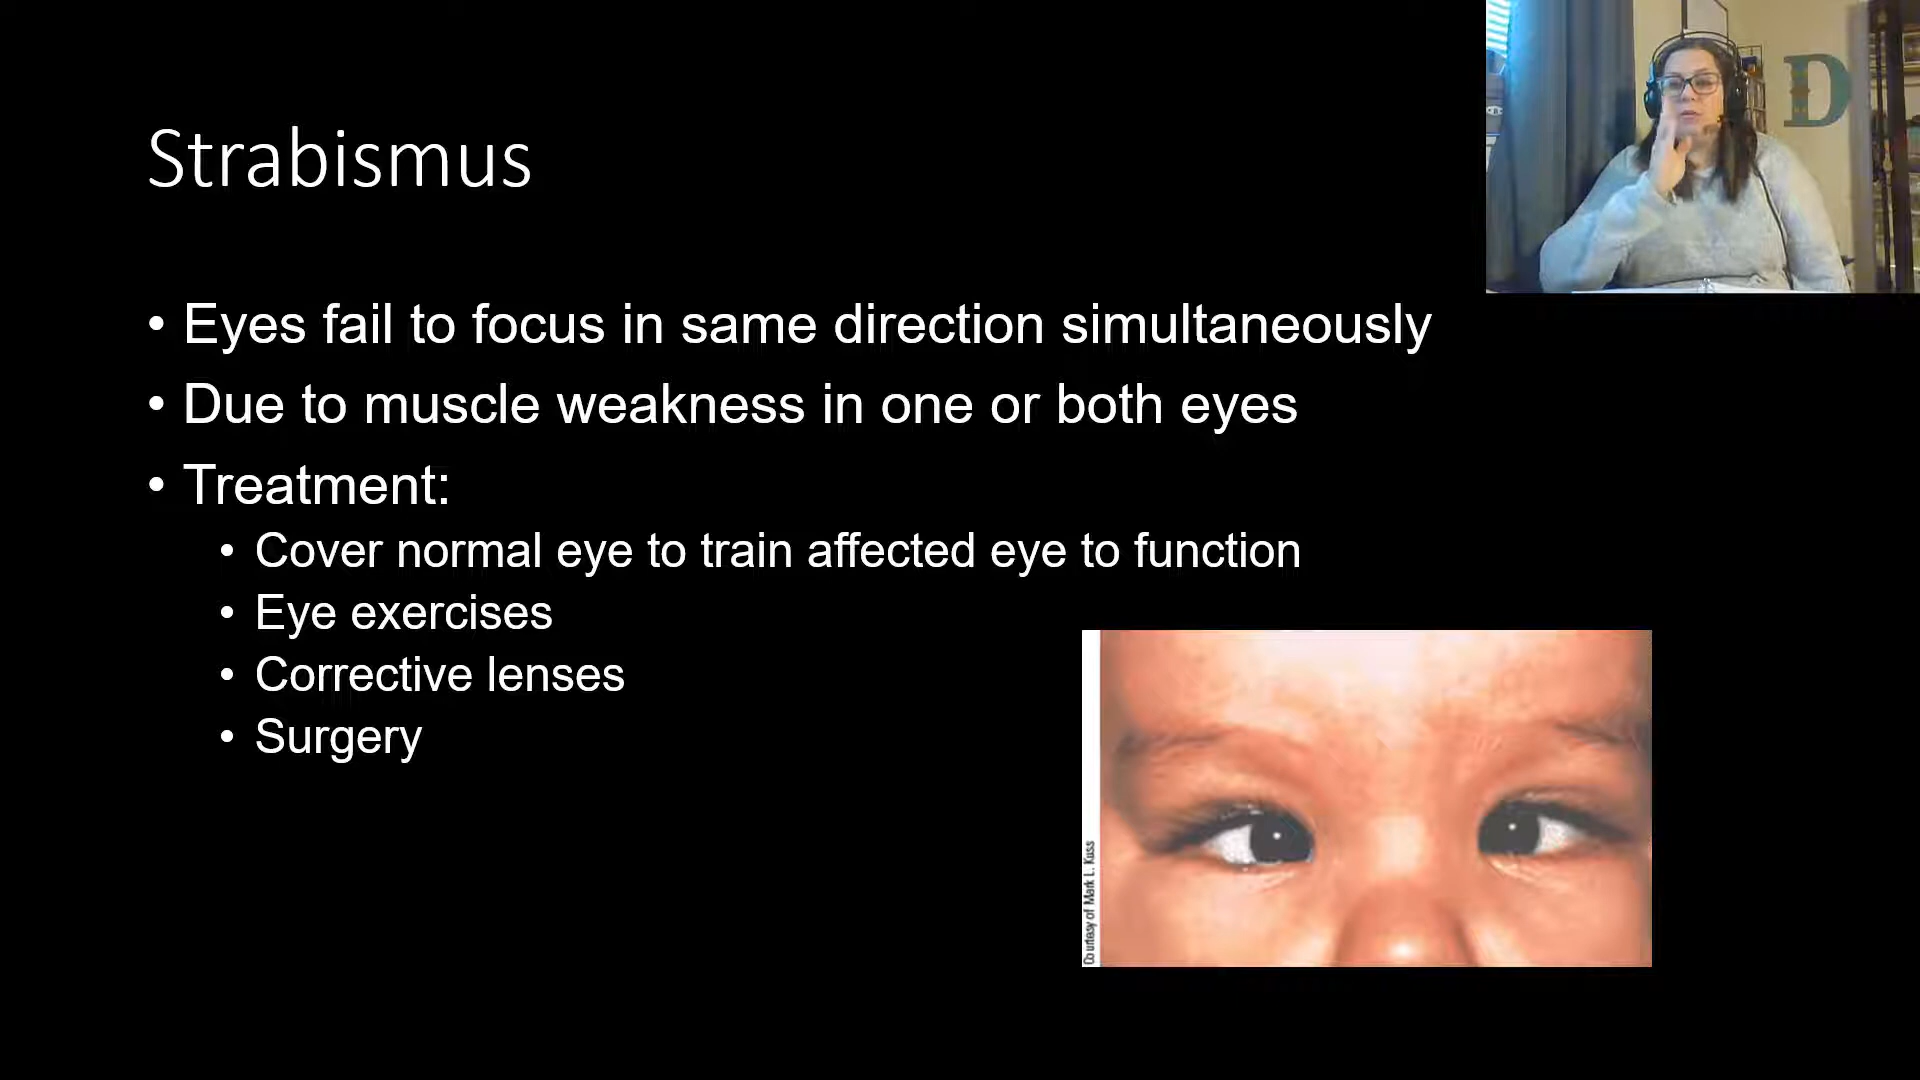 Strabismus
• Eyes fail to focus in same direction simultaneously
• Due to muscle weakness in one or both eyes
• Treatment:
• Cover normal eye to train affected eye to function
• Eye exercises
• Corrective lenses
• Surgery
Courtesy of Mark L. Kuss
D